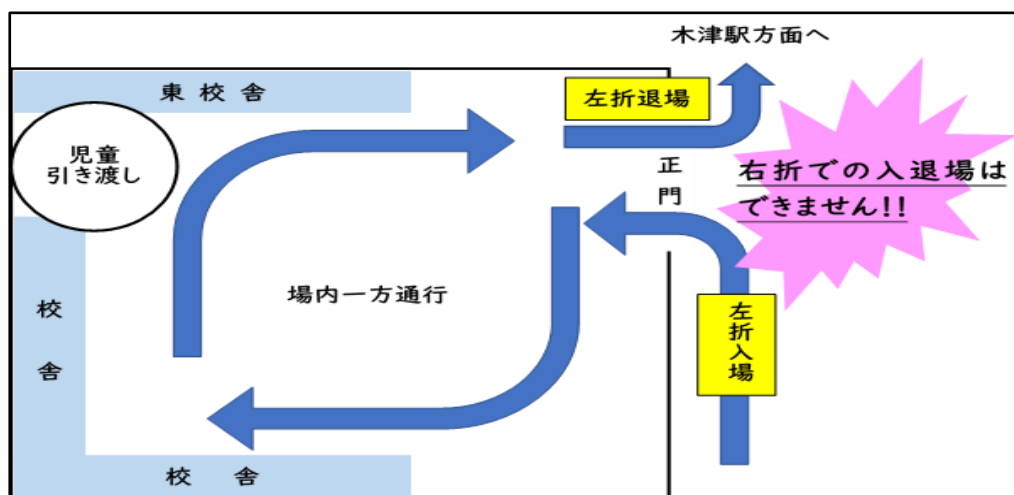 木津駅方面へ
東校舎
左折退場
児童
引き渡し
正門
右折での入退場は
できません!!
場内一方通行
校舎
左折入場
校舎